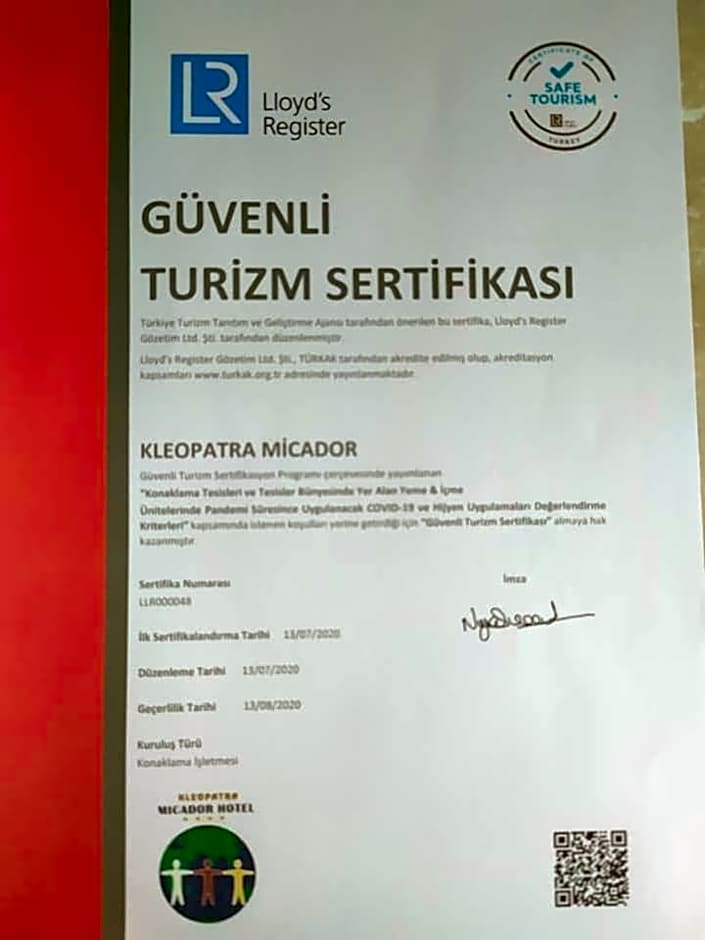 LR
Lloyd's
Register
CERTIFICATE OF
SAFE
TOURISM
LR
TURKEY
GÜVENLİ
TURİZM SERTİFİKASI
Türkiye Turizm Tanıtım ve Geliştirme Ajansı tarafından önerilen bu sertifika, Lloyd's Register
Gözetim Ltd. Şti. tarafından düzenlenmiştir.
Lloyd's Register Gözetim Ltd. Şti., TÜRKAK tarafından akredite edilmiş olup, akreditasyon
kapsamları www.turkak.org.tr adresinde yayınlanmaktadır.
KLEOPATRA MİCADOR
Güvenli Turizm Sertifikasyon Programı çerçevesinde yayımlanan
"Konaklama Tesisleri ve Tesisler Bünyesinde Yer Alan Yeme & İçme
Ünitelerinde Pandemi Süresince Uygulanacak COVID-19 ve Hijyen Uygulamaları Değerlendirme
Kriterleri" kapsamında istenen koşulları yerine getirdiği için "Güvenli Turizm Sertifikası" almaya hak
kazanmıştır.
Sertifika Numarası
LLR000048
İmza
İlk Sertifikalandırma Tarihi 13/07/2020
Düzenleme Tarihi 13/07/2020
Geçerlilik Tarihi 13/08/2020
Kuruluş Türü
Konaklama İşletmesi
KLEOPATRA
MICADOR HOTEL